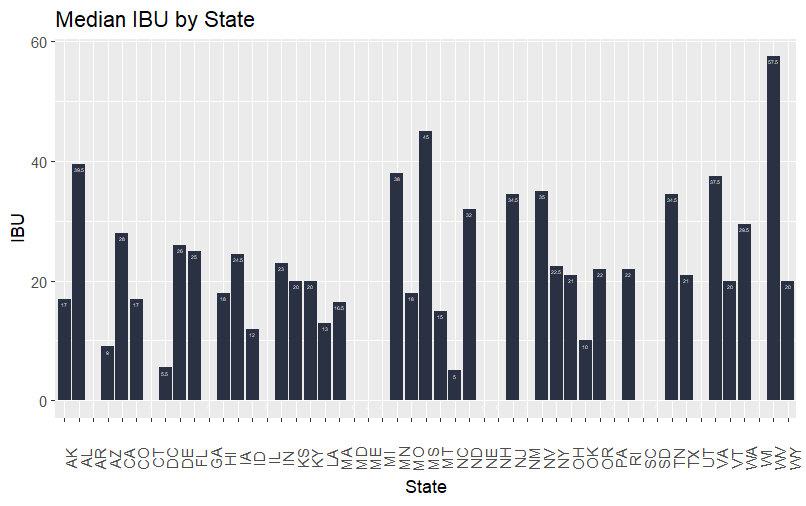 Median IBU by State
IBU
60
40
20
0
17
39.5
9
28
17
5.5
26
25
18
24.5
12
23
20
20
13
16.5
38
18
45
15
5
32
34.5
35
22.5
21
10
22
22
34.5
21
37.5
20
29.5
57.5
20
AK
AL
AR
AZ
CA
CO
CT
DC
DE
FL
GA
HI
IA
ID
IL
IN
KS
KY
LA
MA
MD
ME
MI
MN
MO
MS
MT
NC
ND
NE
NH
NJ
NM
NV
NY
OH
OK
OR
PA
RI
SC
SD
TN
TX
UT
VA
VT
WA
WI
WV
WY
State